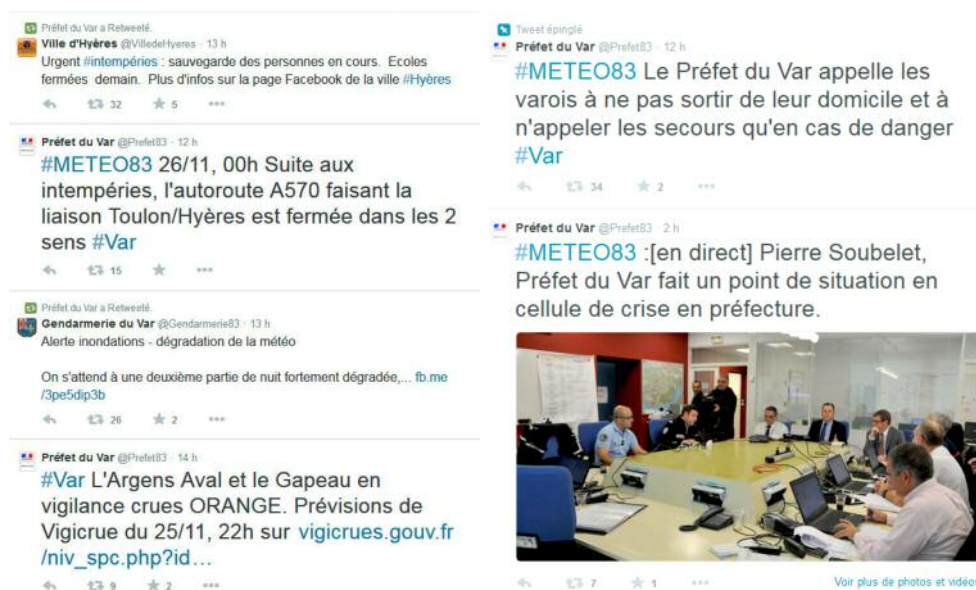 Préfet du Var a Retweeté.
Ville d'Hyères @VilledeHyeres · 13 h
Urgent #intempéries : sauvegarde des personnes en cours. Ecoles
fermées demain. Plus d'infos sur la page Facebook de la ville #Hyères
32 5
Préfet du Var @Prefet83 · 12 h
#METEO83 26/11, 00h Suite aux
intempéries, l'autoroute A570 faisant la
liaison Toulon/Hyères est fermée dans les 2
sens #Var
15
Préfet du Var a Retweeté.
Gendarmerie du Var @Gendarmerie83 · 13 h
Alerte inondations - dégradation de la météo
On s'attend à une deuxième partie de nuit fortement dégradée,... fb.me
/3pe5dip3b
26 2
Préfet du Var @Prefet83 · 14 h
#Var L'Argens Aval et le Gapeau en
vigilance crues ORANGE. Prévisions de
Vigicrue du 25/11, 22h sur vigicrues.gouv.fr
/niv_spc.php?id...
9 2
Tweet épinglé
Préfet du Var @Prefet83 · 12 h
#METEO83 Le Préfet du Var appelle les
varois à ne pas sortir de leur domicile et à
n'appeler les secours qu'en cas de danger
#Var
34 2
Préfet du Var @Prefet83 · 2 h
#METEO83 :[en direct] Pierre Soubelet,
Préfet du Var fait un point de situation en
cellule de crise en préfecture.
7 1
Voir plus de photos et vidéos